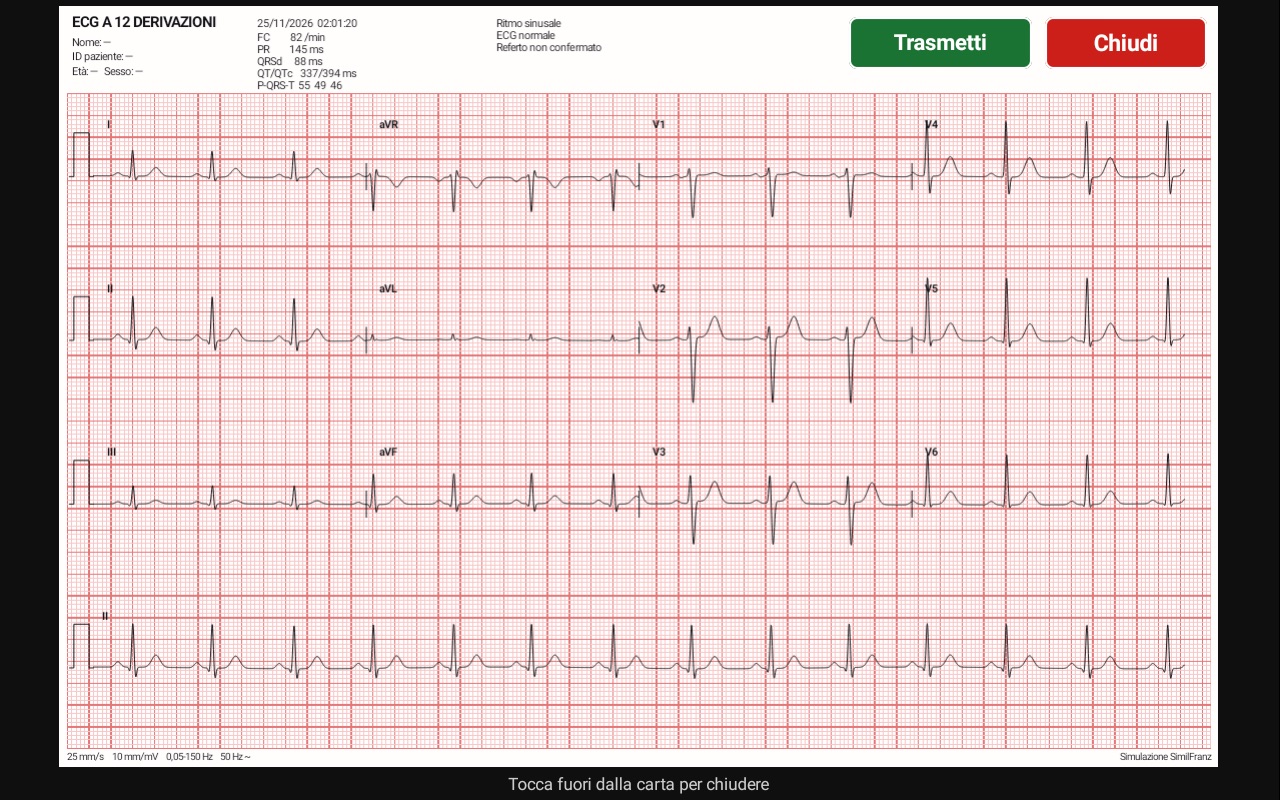 ECG A 12 DERIVAZIONI
Nome: —
ID paziente: —
Età: — Sesso: —
25/11/2026 02:01:20
FC 82 /min
PR 145 ms
QRSd 88 ms
QT/QTc 337/394 ms
P-QRS-T 55 49 46
Ritmo sinusale
ECG normale
Referto non confermato
Trasmetti
Chiudi
I aVR V1 V4
II aVL V2 V5
III aVF V3 V6
II
25 mm/s 10 mm/mV 0,05-150 Hz 50 Hz ~
Simulazione SimilFranz
Tocca fuori dalla carta per chiudere